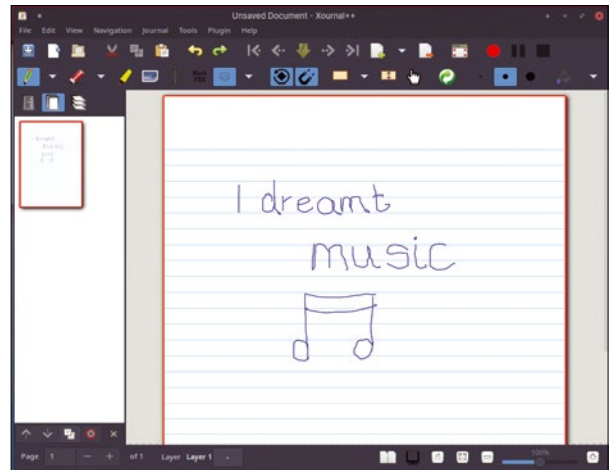 Unsaved Document - Xournal++
File Edit View Navigation Journal Tools Plugin Help
I dreamt
music
Page 1 of 1 Layer Layer 1
100%